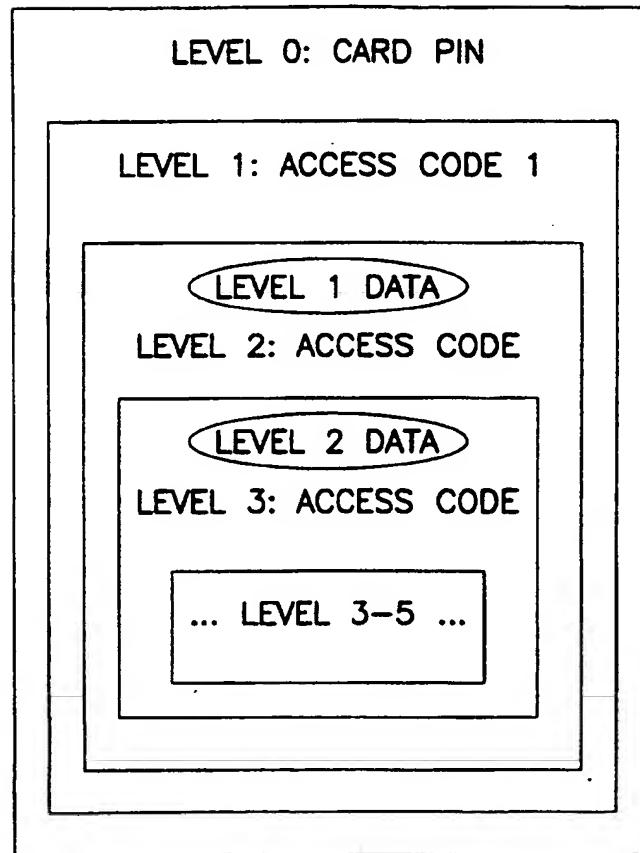 LEVEL 0: CARD PIN
LEVEL 1: ACCESS CODE 1
LEVEL 1 DATA
LEVEL 2: ACCESS CODE
LEVEL 2 DATA
LEVEL 3: ACCESS CODE
... LEVEL 3-5 ...